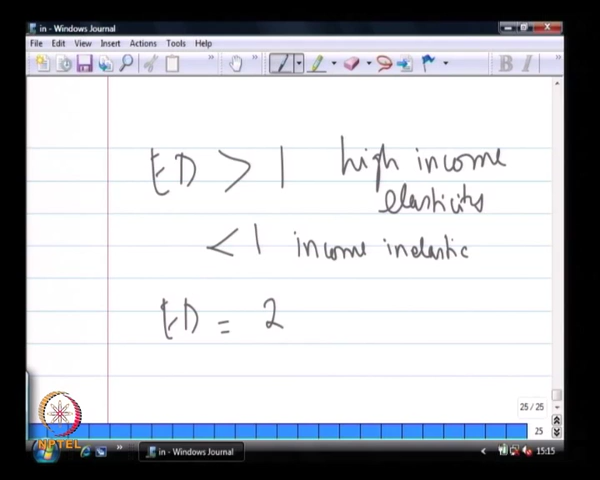 in - Windows Journal
File Edit View Insert Actions Tools Help
B I
ED > 1 high income
elasticity
< 1 income inelastic
ED = 2
25 / 25
25
NPTEL
in - Windows Journal
15:15